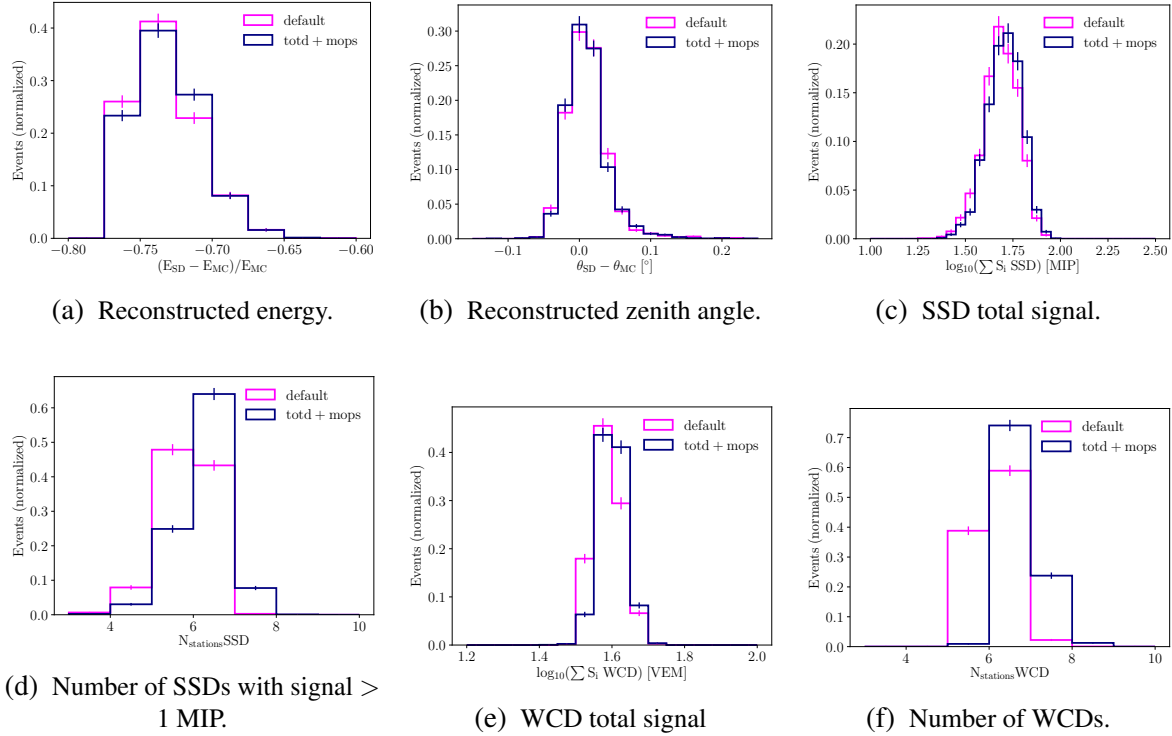 default
totd + mops
0.4
0.3
0.2
0.1
0.0
Events (normalized)
−0.80 −0.75 −0.70 −0.65 −0.60
(E_SD − E_MC)/E_MC
(a) Reconstructed energy.
default
totd + mops
0.30
0.25
0.20
0.15
0.10
0.05
0.00
Events (normalized)
−0.1 0.0 0.1 0.2
θ_SD − θ_MC [°]
(b) Reconstructed zenith angle.
default
totd + mops
0.20
0.15
0.10
0.05
0.00
Events (normalized)
1.00 1.25 1.50 1.75 2.00 2.25 2.50
log₁₀(∑ S_i SSD) [MIP]
(c) SSD total signal.
default
totd + mops
0.6
0.5
0.4
0.3
0.2
0.1
0.0
Events (normalized)
4 6 8 10
N_stationsSSD
(d) Number of SSDs with signal >
1 MIP.
default
totd + mops
0.4
0.3
0.2
0.1
0.0
Events (normalized)
1.2 1.4 1.6 1.8 2.0
log₁₀(∑ S_i WCD) [VEM]
(e) WCD total signal
default
totd + mops
0.7
0.6
0.5
0.4
0.3
0.2
0.1
0.0
Events (normalized)
4 6 8 10
N_stationsWCD
(f) Number of WCDs.